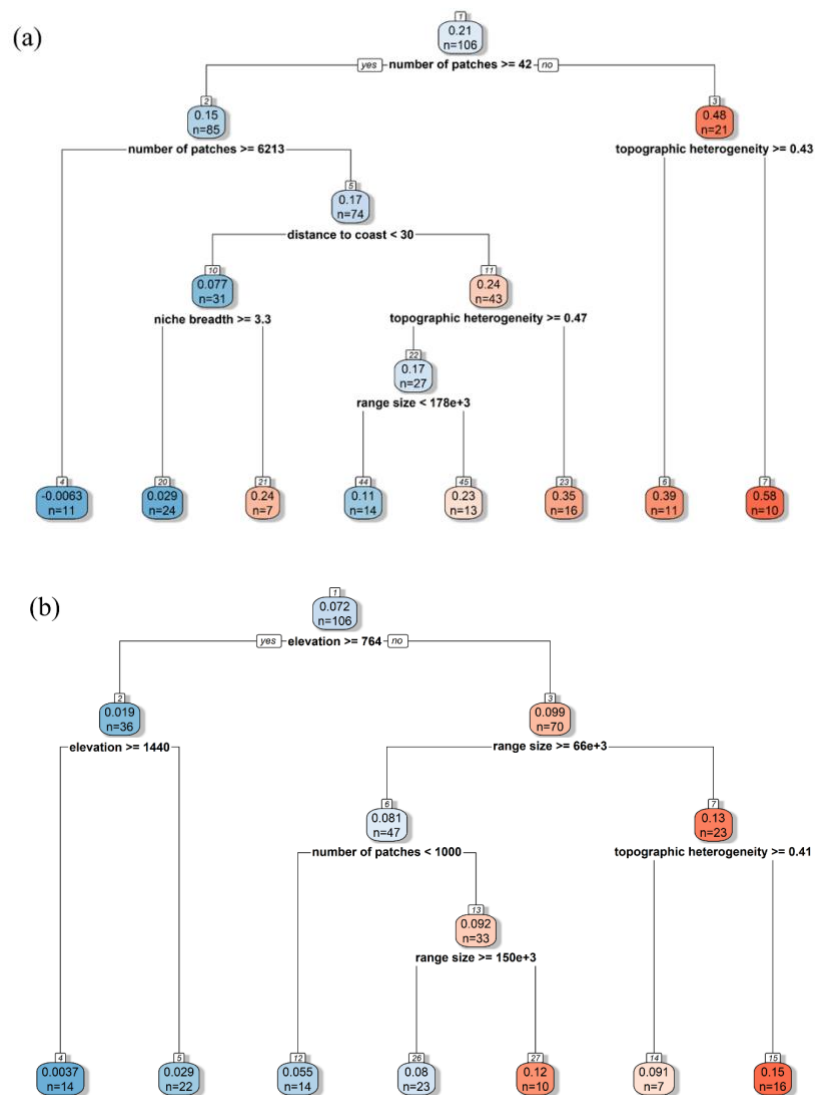 (a)
1
0.21
n=106
yes number of patches >= 42 no
2
0.15
n=85
number of patches >= 6213
3
0.48
n=21
topographic heterogeneity >= 0.43
5
0.17
n=74
distance to coast < 30
10
0.077
n=31
niche breadth >= 3.3
11
0.24
n=43
topographic heterogeneity >= 0.47
22
0.17
n=27
range size < 178e+3
4
-0.0063
n=11
20
0.029
n=24
21
0.24
n=7
44
0.11
n=14
45
0.23
n=13
23
0.35
n=16
6
0.39
n=11
7
0.58
n=10
(b)
1
0.072
n=106
yes elevation >= 764 no
2
0.019
n=36
elevation >= 1440
3
0.099
n=70
range size >= 66e+3
6
0.081
n=47
number of patches < 1000
7
0.13
n=23
topographic heterogeneity >= 0.41
13
0.092
n=33
range size >= 150e+3
4
0.0037
n=14
5
0.029
n=22
12
0.055
n=14
26
0.08
n=23
27
0.12
n=10
14
0.091
n=7
15
0.15
n=16